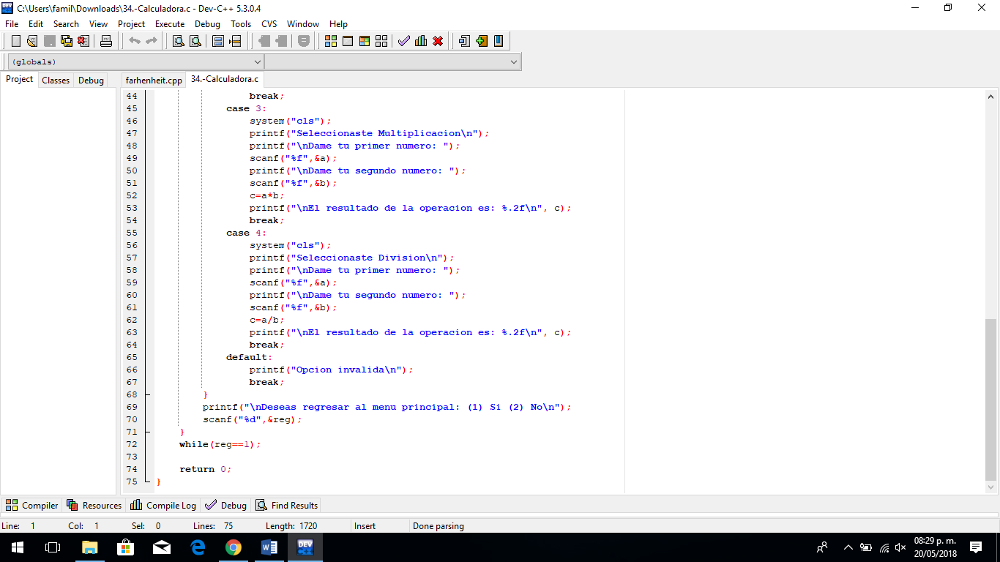 C:\Users\famil\Downloads\34.-Calculadora.c - Dev-C++ 5.3.0.4
File Edit Search View Project Execute Debug Tools CVS Window Help
(globals)
Project Classes Debug farhenheit.cpp 34.-Calculadora.c
44 break;
45 case 3:
46 system("cls");
47 printf("Seleccionaste Multiplicacion\n");
48 printf("\nDame tu primer numero: ");
49 scanf("%f",&a);
50 printf("\nDame tu segundo numero: ");
51 scanf("%f",&b);
52 c=a*b;
53 printf("\nEl resultado de la operacion es: %.2f\n", c);
54 break;
55 case 4:
56 system("cls");
57 printf("Seleccionaste Division\n");
58 printf("\nDame tu primer numero: ");
59 scanf("%f",&a);
60 printf("\nDame tu segundo numero: ");
61 scanf("%f",&b);
62 c=a/b;
63 printf("\nEl resultado de la operacion es: %.2f\n", c);
64 break;
65 default:
66 printf("Opcion invalida\n");
67 break;
68 }
69 printf("\nDeseas regresar al menu principal: (1) Si (2) No\n");
70 scanf("%d",&reg);
71 }
72 while(reg==1);
73
74 return 0;
75 }
Compiler Resources Compile Log Debug Find Results
Line: 1 Col: 1 Sel: 0 Lines: 75 Length: 1720 Insert Done parsing
DEV C++
08:29 p. m.
20/05/2018